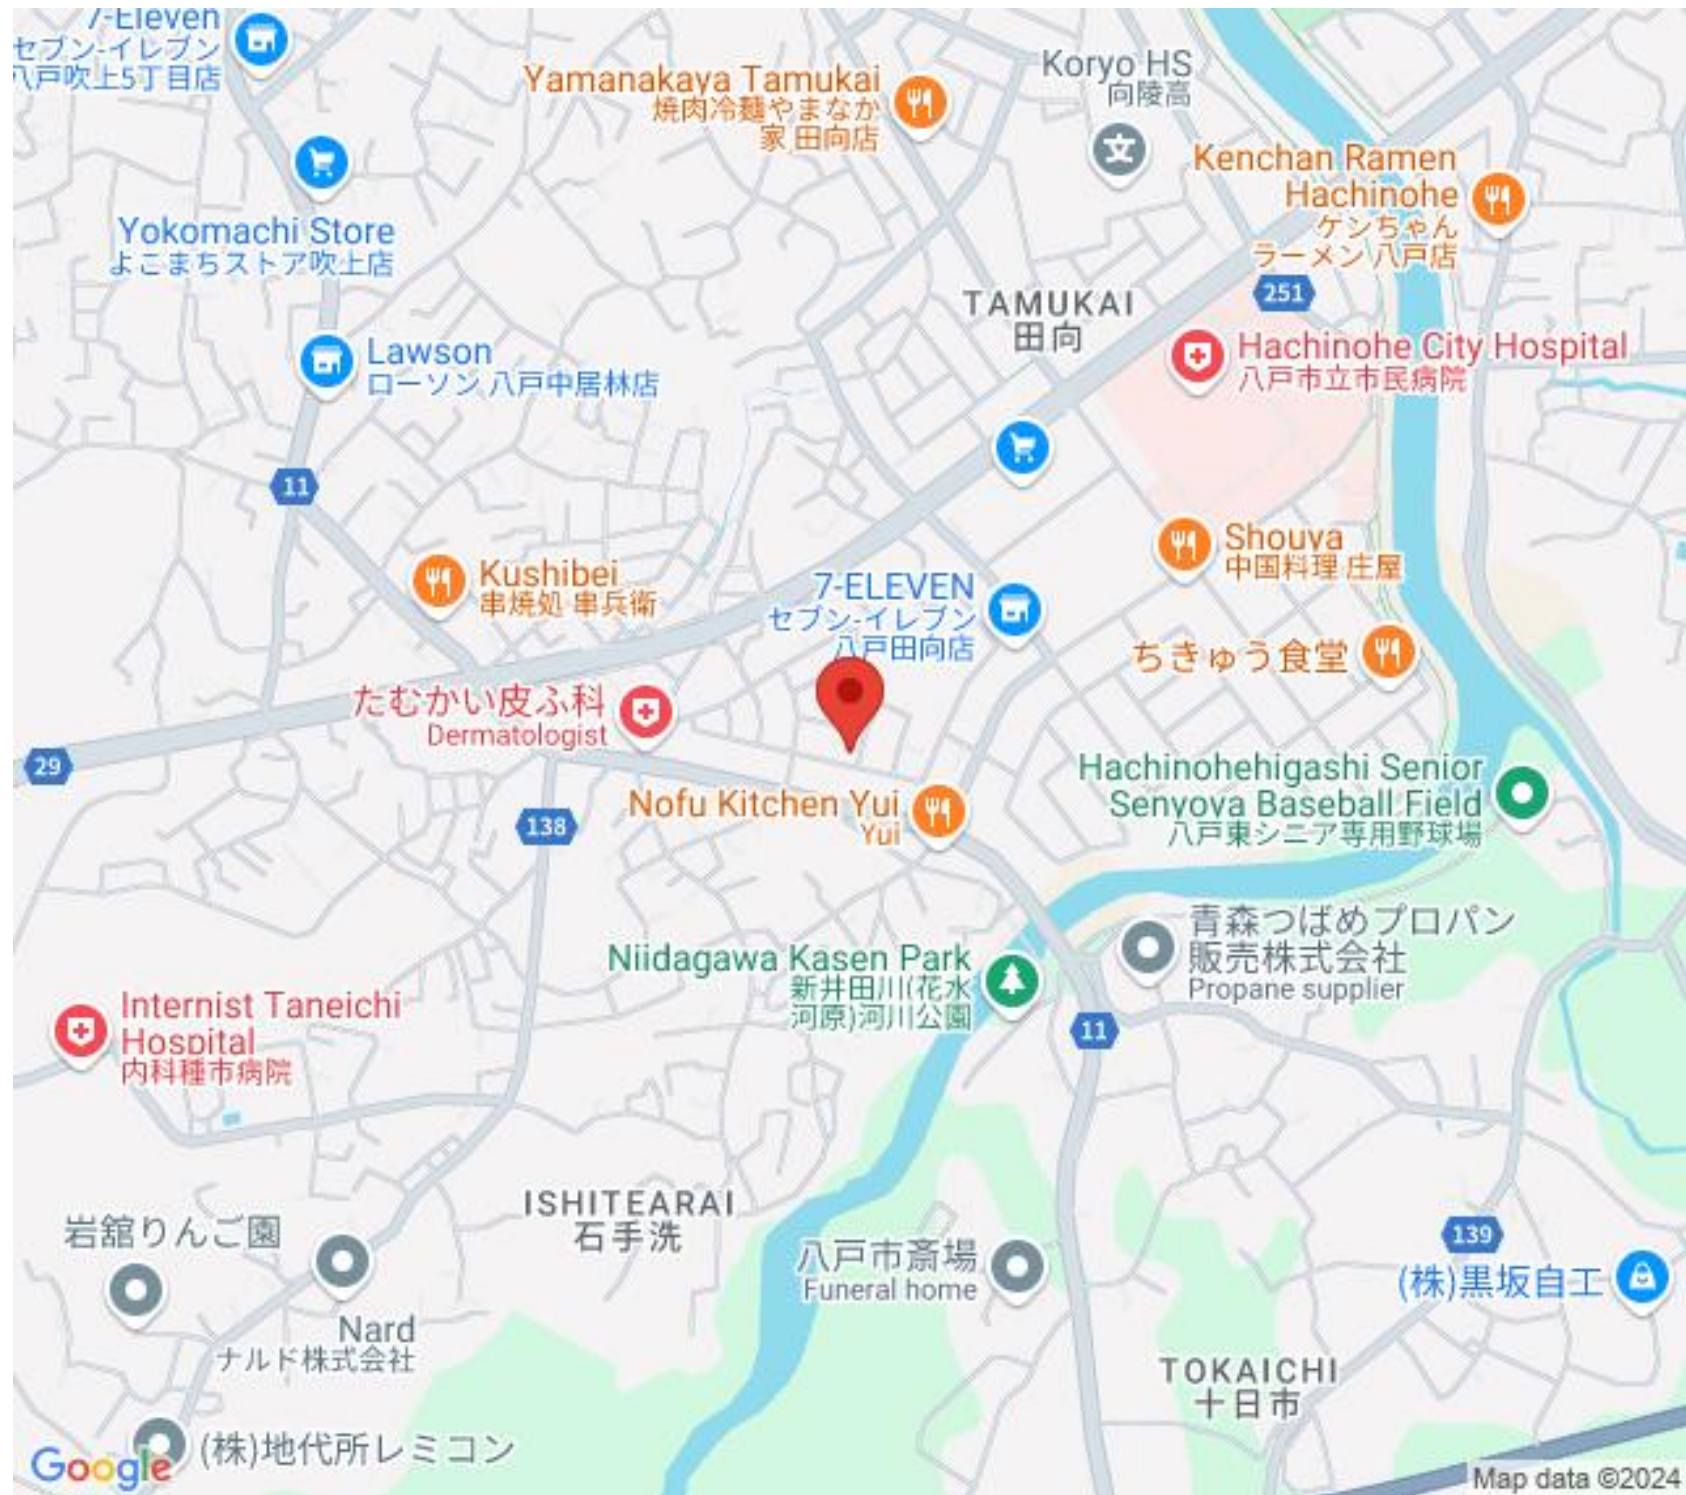 7-Eleven
セブン-イレブン
八戸吹上5丁目店
Yamanakaya Tamukai
焼肉冷麺やまなか
家 田向店
Koryo HS
向陵高
文
Kenchan Ramen
Hachinohe
ケンちゃん
ラーメン 八戸店
Yokomachi Store
よこまちストア吹上店
251
TAMUKAI
田向
Lawson
ローソン 八戸中居林店
Hachinohe City Hospital
八戸市立市民病院
11
Kushibei
串焼処 串兵衛
Shouya
中国料理 庄屋
7-ELEVEN
セブン-イレブン
八戸田向店
ちきゅう食堂
たむかい皮ふ科
Dermatologist
29
138
Nofu Kitchen Yui
Yui
Hachinohehigashi Senior
Senyova Baseball Field
八戸東シニア専用野球場
青森つばめプロパン
販売株式会社
Propane supplier
Niidagawa Kasen Park
新井田川(花水
河原)河川公園
Internist Taneichi
Hospital
内科種市病院
11
ISHITEARAI
石手洗
岩舘りんご園
八戸市斎場
Funeral home
139
(株)黒坂自工
Nard
ナルド株式会社
TOKAICHI
十日市
(株)地代所レミコン
Google
Map data ©2024